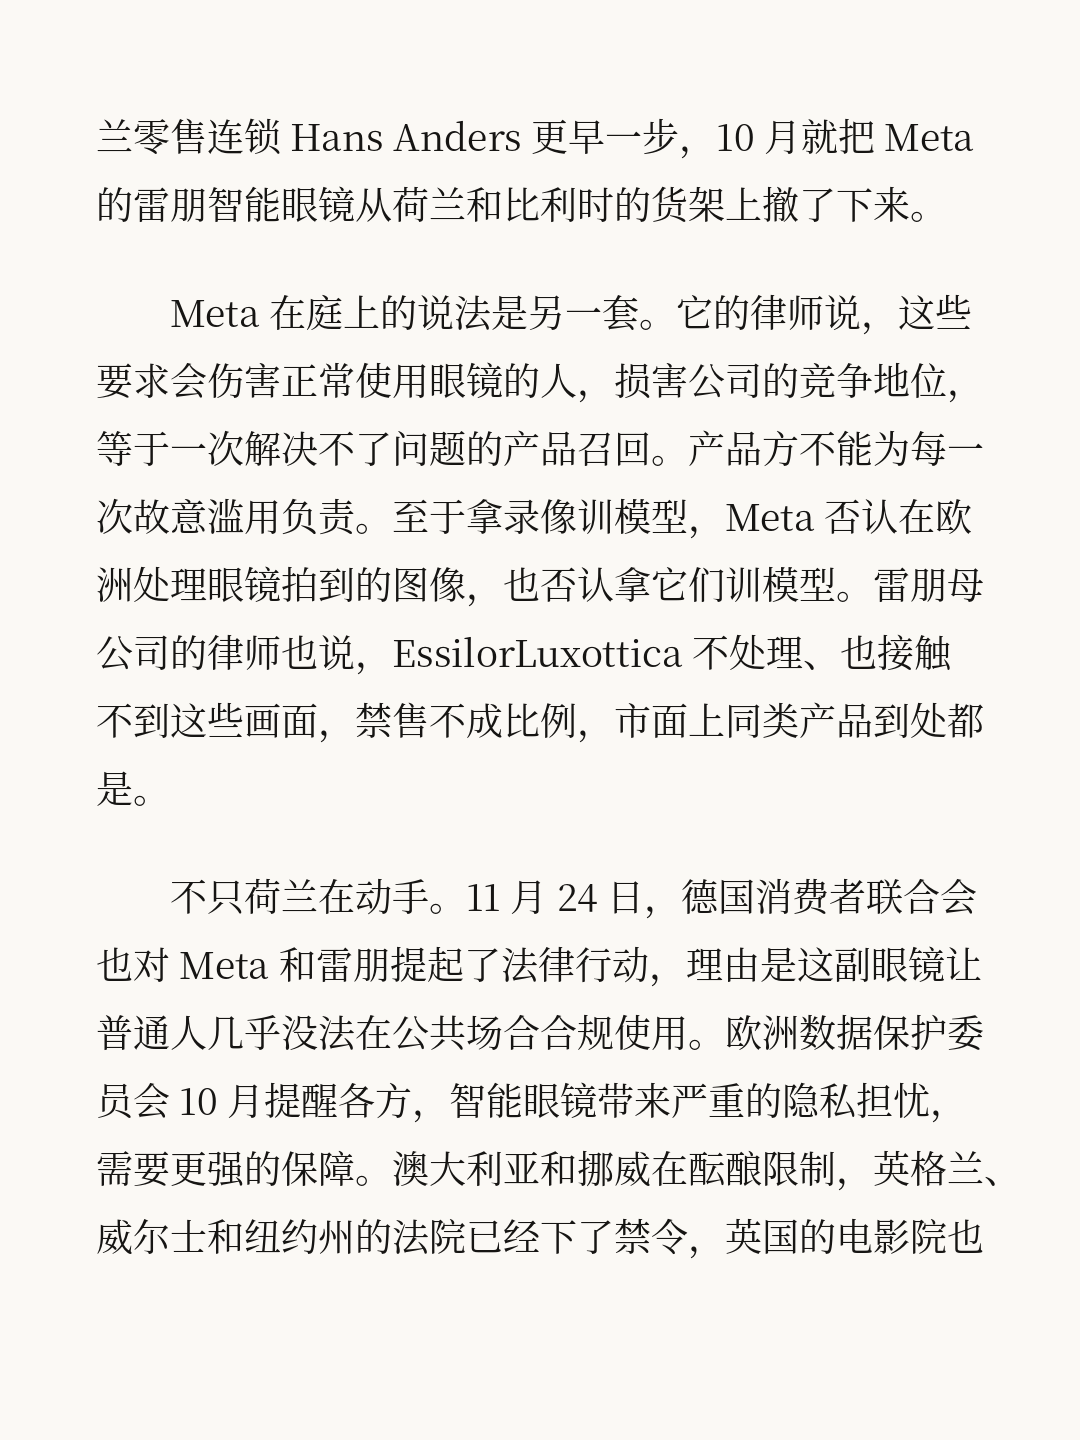 兰零售连锁 Hans Anders 更早一步，10 月就把 Meta
的雷朋智能眼镜从荷兰和比利时的货架上撤了下来。
Meta 在庭上的说法是另一套。它的律师说，这些
要求会伤害正常使用眼镜的人，损害公司的竞争地位，
等于一次解决不了问题的产品召回。产品方不能为每一
次故意滥用负责。至于拿录像训模型，Meta 否认在欧
洲处理眼镜拍到的图像，也否认拿它们训模型。雷朋母
公司的律师也说，EssilorLuxottica 不处理、也接触
不到这些画面，禁售不成比例，市面上同类产品到处都
是。
不只荷兰在动手。11 月 24 日，德国消费者联合会
也对 Meta 和雷朋提起了法律行动，理由是这副眼镜让
普通人几乎没法在公共场合合规使用。欧洲数据保护委
员会 10 月提醒各方，智能眼镜带来严重的隐私担忧，
需要更强的保障。澳大利亚和挪威在酝酿限制，英格兰、
威尔士和纽约州的法院已经下了禁令，英国的电影院也